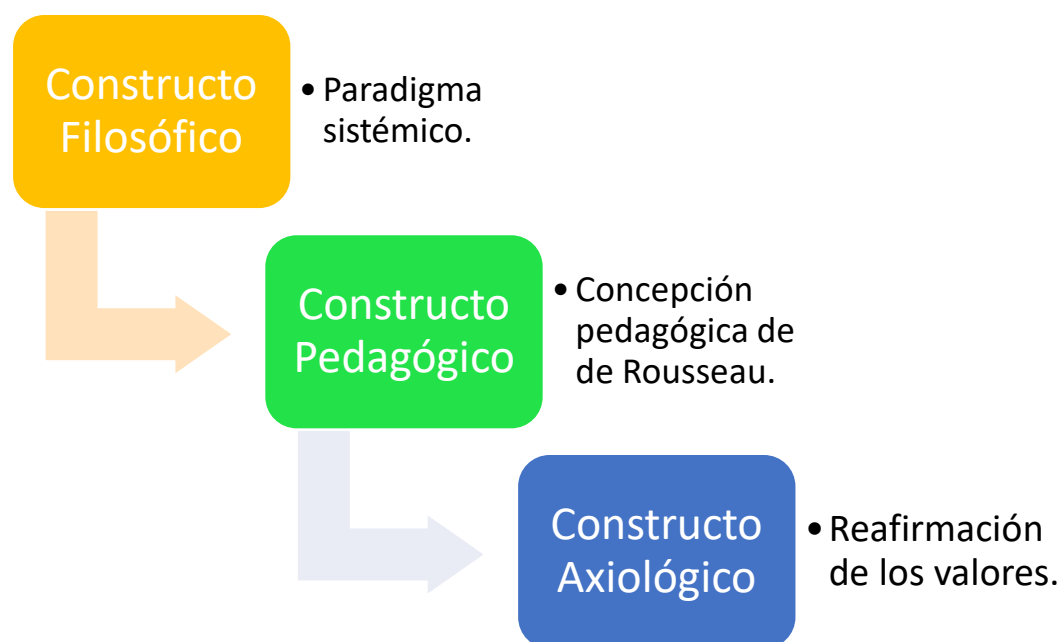 Constructo
Filosófico
• Paradigma
sistémico.
Constructo
Pedagógico
• Concepción
pedagógica de
de Rousseau.
Constructo
Axiológico
• Reafirmación
de los valores.